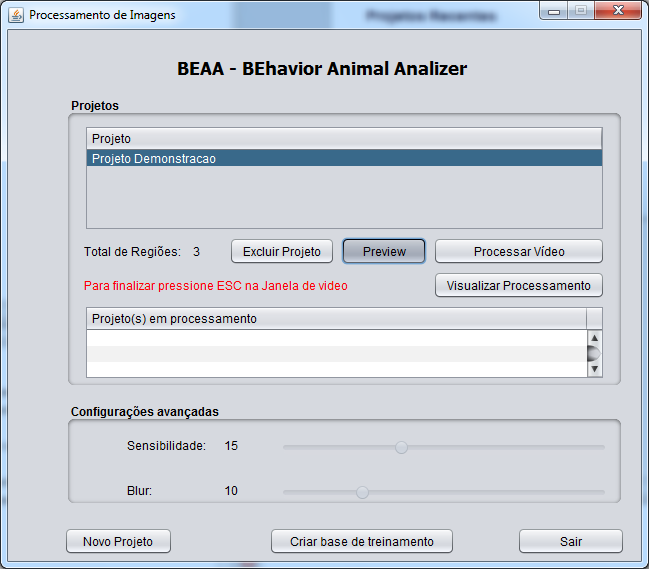 Processamento de Imagens
Projetos Recentes
BEAA - BEhavior Animal Analizer
Projetos
Projeto
Projeto Demonstracao
Total de Regiões: 3 Excluir Projeto Preview Processar Vídeo
Para finalizar pressione ESC na Janela de video Visualizar Processamento
Projeto(s) em processamento
Configurações avançadas
Sensibilidade: 15
Blur: 10
Novo Projeto Criar base de treinamento Sair